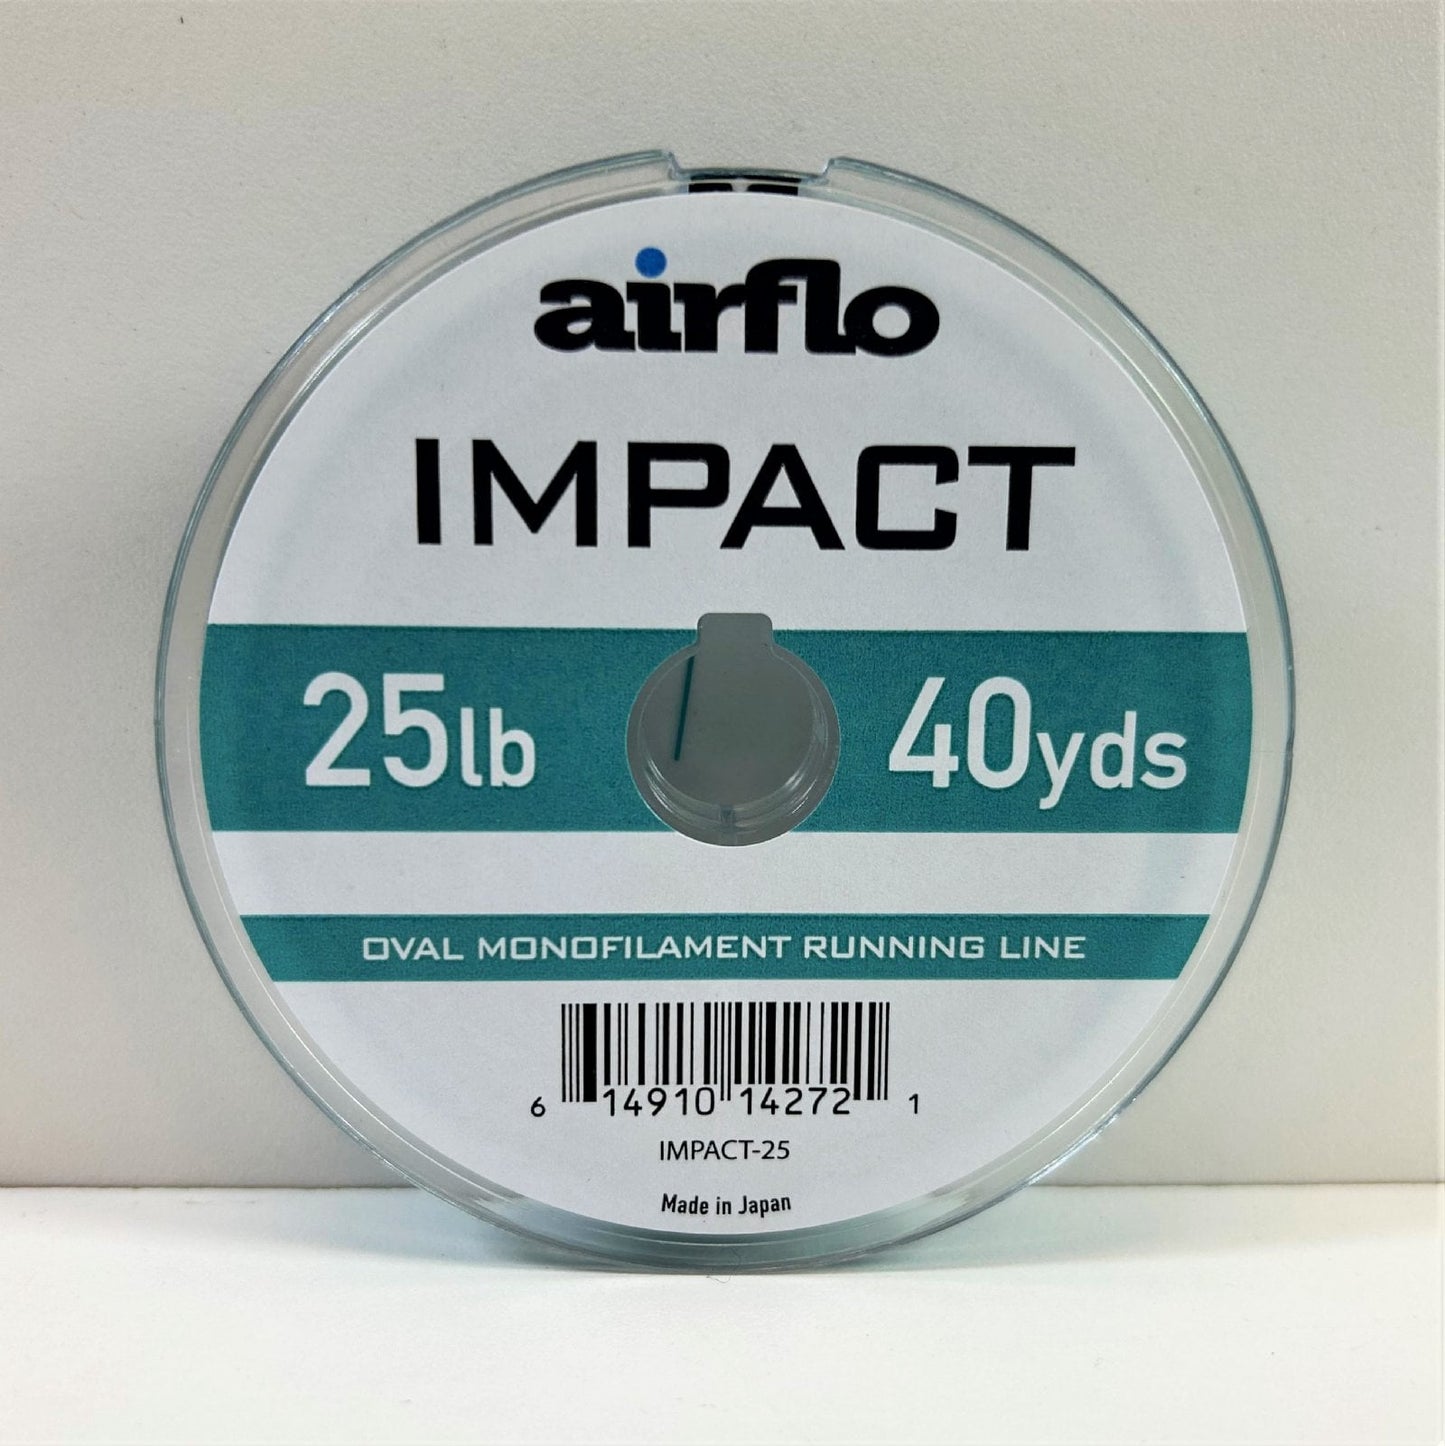 airflo
IMPACT
25lb 40yds
OVAL MONOFILAMENT RUNNING LINE
6 14910 14272 1
IMPACT-25
Made in Japan